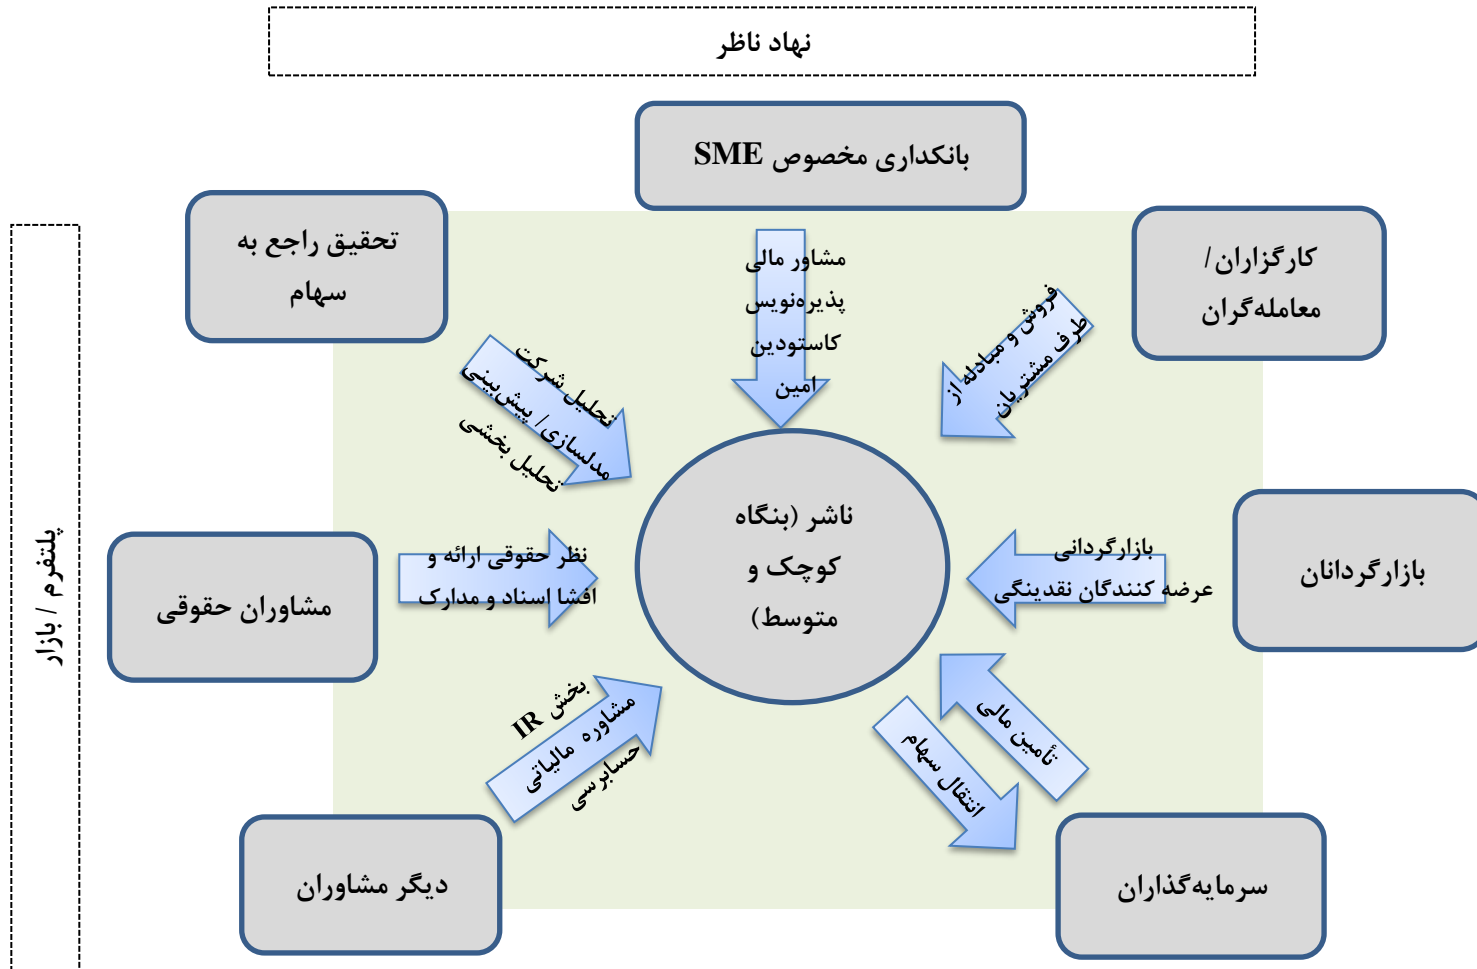 نهاد ناظر
بانکداری مخصوص SME
کارگزاران/
معامله‌گران
تحقیق راجع به
سهام
مشاور مالی
پذیره‌نویس
کاستودین
امین
فروش و مبادله از
طرف مشتریان
تحلیل شرکت
مدلسازی/ پیش‌بینی
تحلیل بخشی
ناشر (بنگاه
کوچک و
متوسط)
بازارگردانان
بازارگردانی
عرضه کنندگان نقدینگی
نظر حقوقی ارائه و
افشا اسناد و مدارک
مشاوران حقوقی
پلتفرم / بازار
بخش IR
مشاوره مالیاتی
حسابرسی
تأمین مالی
انتقال سهام
سرمایه‌گذاران
دیگر مشاوران